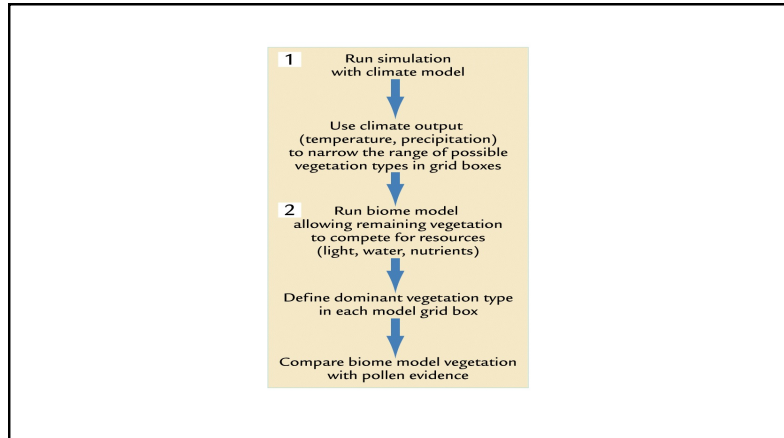 1 Run simulation
with climate model
Use climate output
(temperature, precipitation)
to narrow the range of possible
vegetation types in grid boxes
2 Run biome model
allowing remaining vegetation
to compete for resources
(light, water, nutrients)
Define dominant vegetation type
in each model grid box
Compare biome model vegetation
with pollen evidence